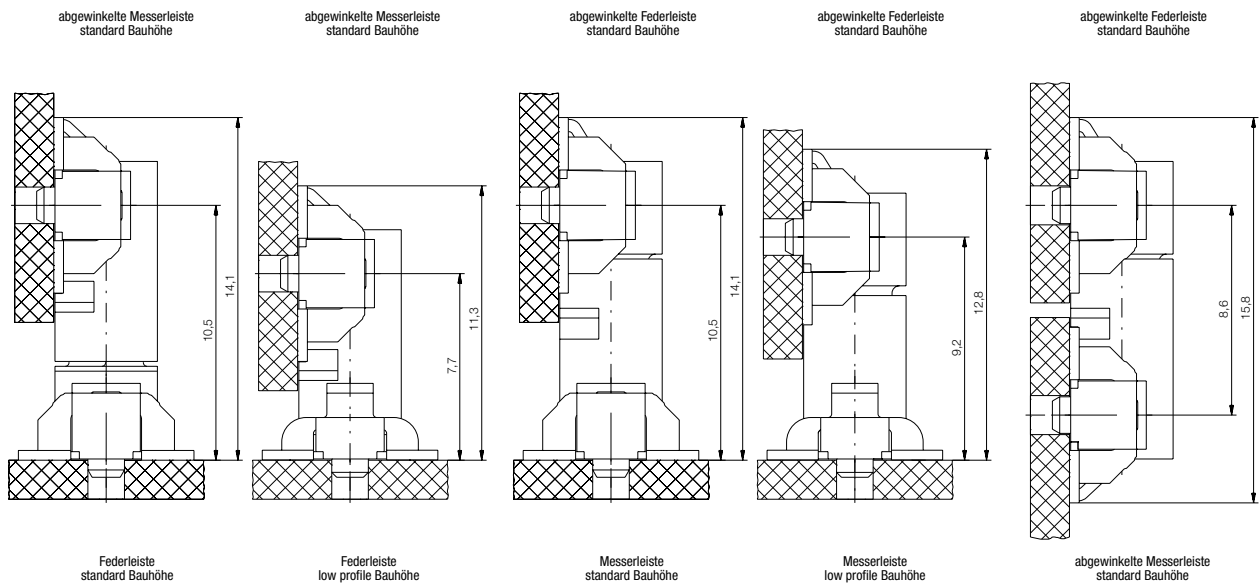 abgewinkelte Messerleiste
standard Bauhöhe
abgewinkelte Messerleiste
standard Bauhöhe
abgewinkelte Federleiste
standard Bauhöhe
abgewinkelte Federleiste
standard Bauhöhe
abgewinkelte Federleiste
standard Bauhöhe
10,5
14,1
7,7
11,3
10,5
14,1
9,2
12,8
8,6
15,8
Federleiste
standard Bauhöhe
Federleiste
low profile Bauhöhe
Messerleiste
standard Bauhöhe
Messerleiste
low profile Bauhöhe
abgewinkelte Messerleiste
standard Bauhöhe